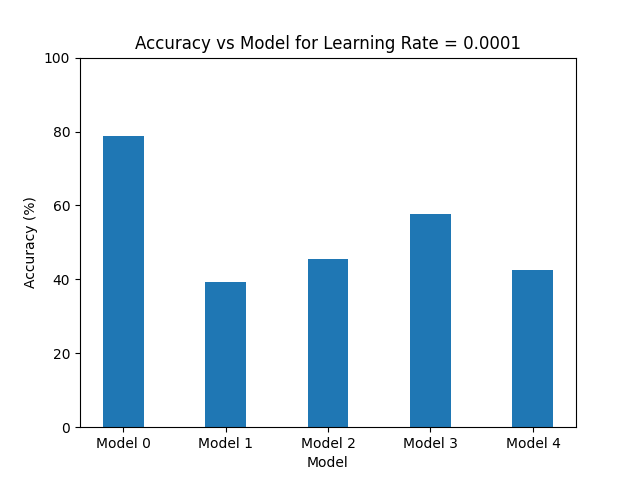 Accuracy vs Model for Learning Rate = 0.0001
100
80
60
40
20
0
Accuracy (%)
Model 0 Model 1 Model 2 Model 3 Model 4
Model